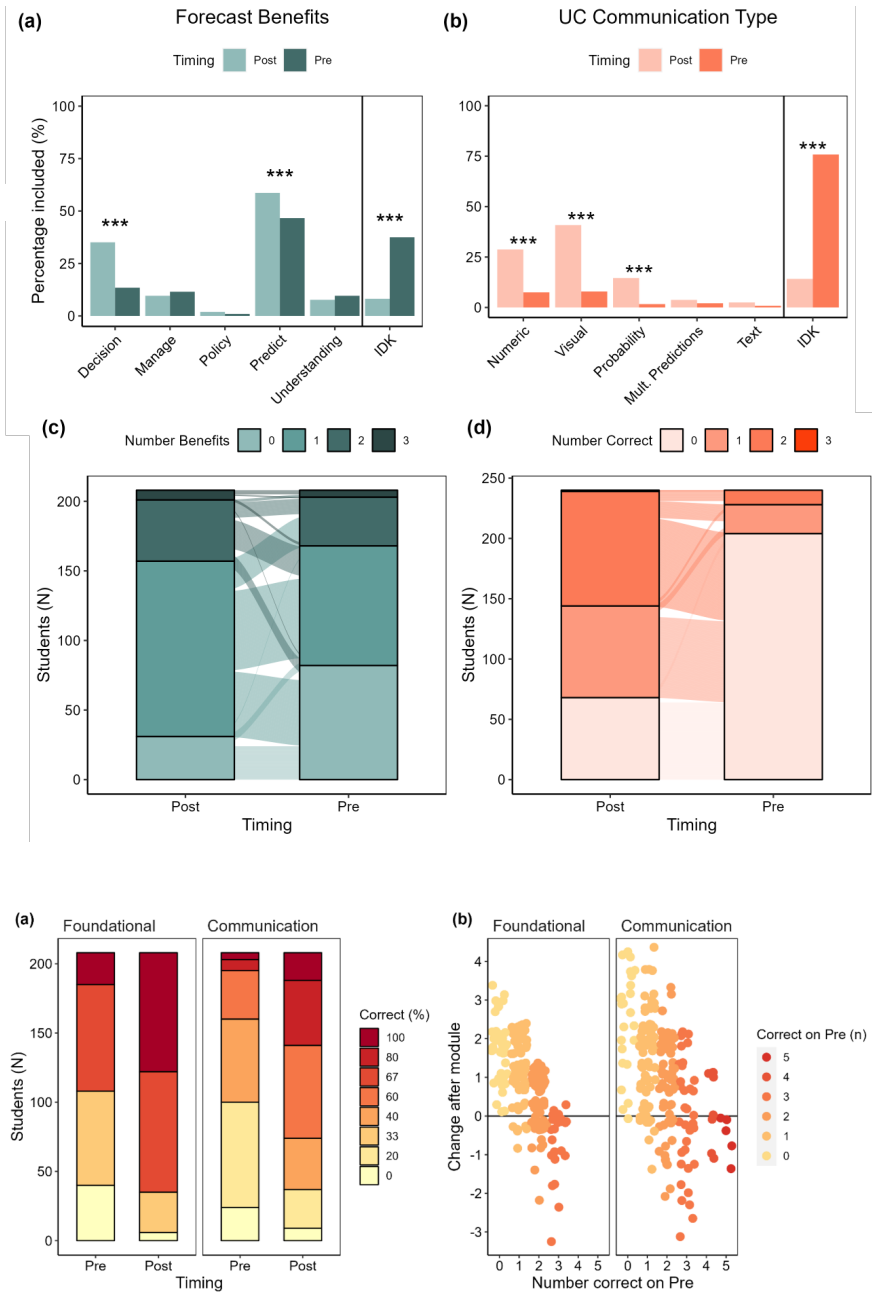 (a) Forecast Benefits
Timing Post Pre
Percentage included (%)
100
75
50
25
0
***
***
***
Decision
Manage
Policy
Predict
Understanding
IDK
(b) UC Communication Type
Timing Post Pre
100
75
50
25
0
***
***
***
***
Numeric
Visual
Probability
Mult. Predictions
Text
IDK
(c)
Number Benefits 0 1 2 3
Students (N)
200
150
100
50
0
Post Pre
Timing
(d)
Number Correct 0 1 2 3
Students (N)
250
200
150
100
50
0
Post Pre
Timing
(a)
Foundational Communication
Students (N)
200
150
100
50
0
Pre Post Pre Post
Timing
Correct (%)
100
80
67
60
40
33
20
0
(b)
Foundational Communication
Change after module
4
3
2
1
0
-1
-2
-3
0 1 2 3 4 5 0 1 2 3 4 5
Number correct on Pre
Correct on Pre (n)
5
4
3
2
1
0